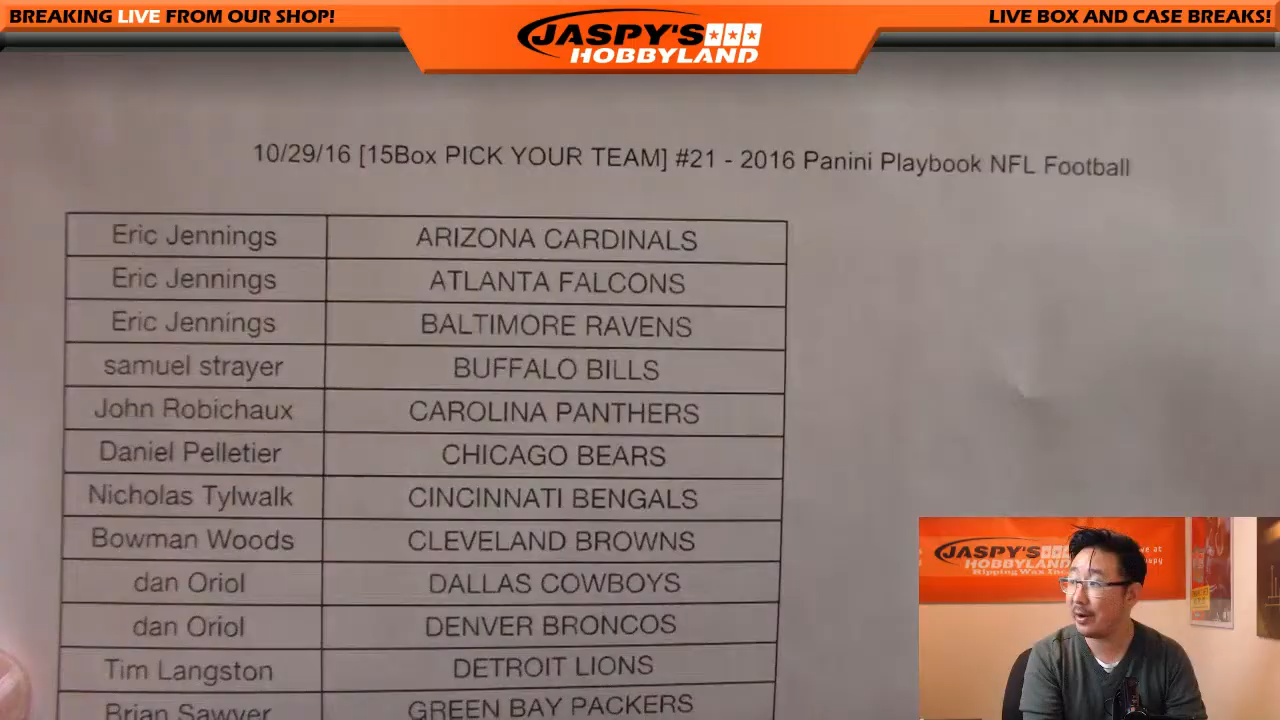 BREAKING LIVE FROM OUR SHOP!
JASPY'S
HOBBYLAND
LIVE BOX AND CASE BREAKS!
10/29/16 [15Box PICK YOUR TEAM] #21 - 2016 Panini Playbook NFL Football
Eric Jennings ARIZONA CARDINALS
Eric Jennings ATLANTA FALCONS
Eric Jennings BALTIMORE RAVENS
samuel strayer BUFFALO BILLS
John Robichaux CAROLINA PANTHERS
Daniel Pelletier CHICAGO BEARS
Nicholas Tylwalk CINCINNATI BENGALS
Bowman Woods CLEVELAND BROWNS
dan Oriol DALLAS COWBOYS
dan Oriol DENVER BRONCOS
Tim Langston DETROIT LIONS
Brian Sawyer GREEN BAY PACKERS
JASPY'S
HOBBYLAND
Ripping Wax